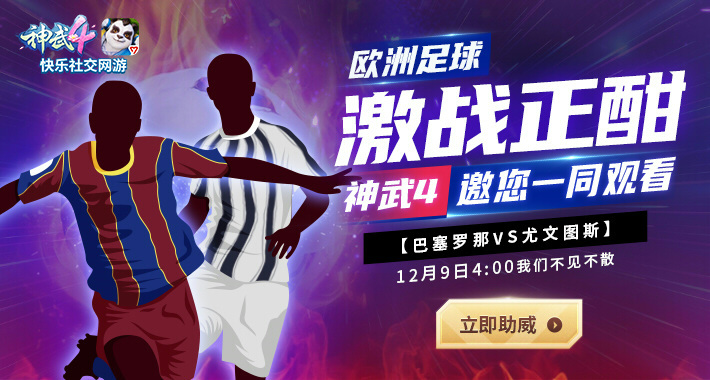 神武4
快乐社交网游
欧洲足球
激战正酣
神武4 邀您一同观看
【巴塞罗那VS尤文图斯】
12月9日4:00我们不见不散
立即助威